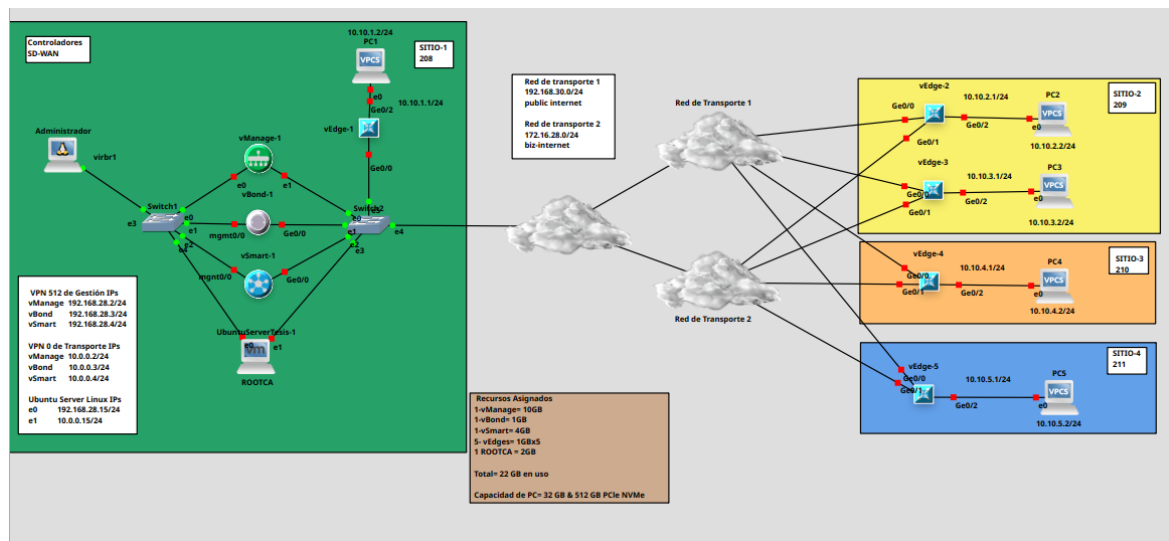 Controladores
SD-WAN
10.10.1.2/24
PC1
VPCS
SITIO-1
208
e0
Ge0/2
10.10.1.1/24
vEdge-1
Ge0/0
Administrador
virbr1
vManage-1
e0
e1
vBond-1
Switch1
Switch2
e3
e0
e1
e2
e4
mgmt0/0
Ge0/0
e5
e0
e1
e2
e3
e4
vSmart-1
mgnt0/0
Ge0/0
UbuntuServerTesis-1
e0
e1
vm
ROOTCA
VPN 512 de Gestión IPs
vManage 192.168.28.2/24
vBond 192.168.28.3/24
vSmart 192.168.28.4/24
VPN 0 de Transporte IPs
vManage 10.0.0.2/24
vBond 10.0.0.3/24
vSmart 10.0.0.4/24
Ubuntu Server Linux IPs
e0 192.168.28.15/24
e1 10.0.0.15/24
Red de transporte 1
192.168.30.0/24
public internet
Red de transporte 2
172.16.28.0/24
biz-internet
Red de Transporte 1
Red de Transporte 2
Recursos Asignados
1-vManage= 10GB
1-vBond= 1GB
1-vSmart= 4GB
5- vEdges= 1GBx5
1 ROOTCA = 2GB
Total= 22 GB en uso
Capacidad de PC= 32 GB & 512 GB PCle NVMe
vEdge-2
Ge0/0
Ge0/1
Ge0/2
10.10.2.1/24
PC2
VPCS
e0
10.10.2.2/24
SITIO-2
209
vEdge-3
Ge0/0
Ge0/1
Ge0/2
10.10.3.1/24
PC3
VPCS
e0
10.10.3.2/24
vEdge-4
Ge0/0
Ge0/1
Ge0/2
10.10.4.1/24
PC4
VPCS
e0
10.10.4.2/24
SITIO-3
210
vEdge-5
Ge0/0
Ge0/1
Ge0/2
10.10.5.1/24
PC5
VPCS
e0
10.10.5.2/24
SITIO-4
211